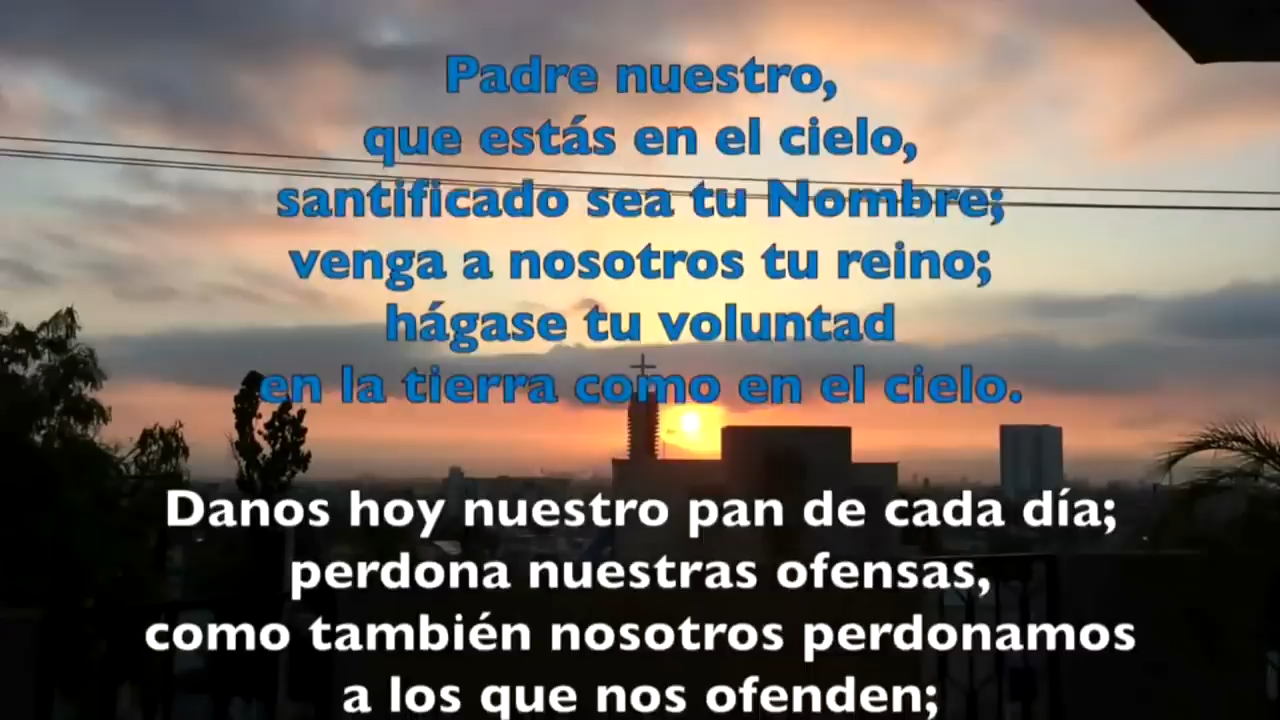 Padre nuestro,
que estás en el cielo,
santificado sea tu Nombre;
venga a nosotros tu reino;
hágase tu voluntad
en la tierra como en el cielo.
Danos hoy nuestro pan de cada día;
perdona nuestras ofensas,
como también nosotros perdonamos
a los que nos ofenden;